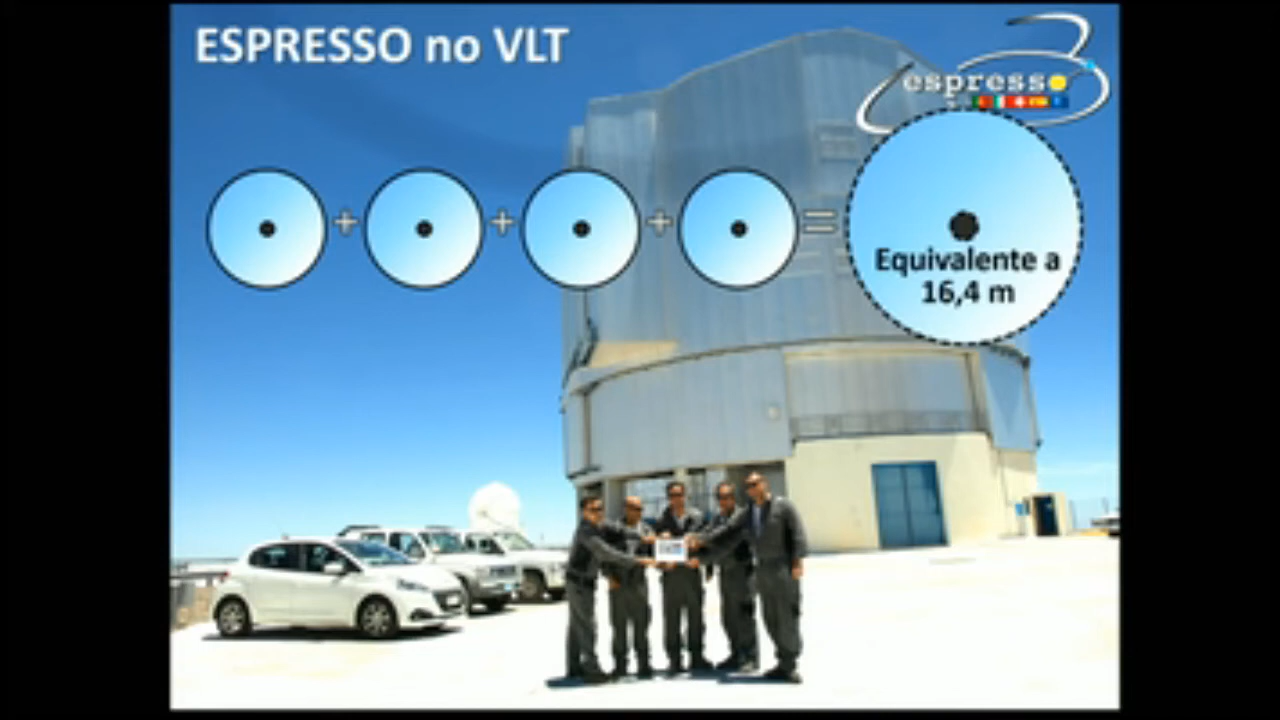 ESPRESSO no VLT
espresso
+ + + =
Equivalente a
16,4 m